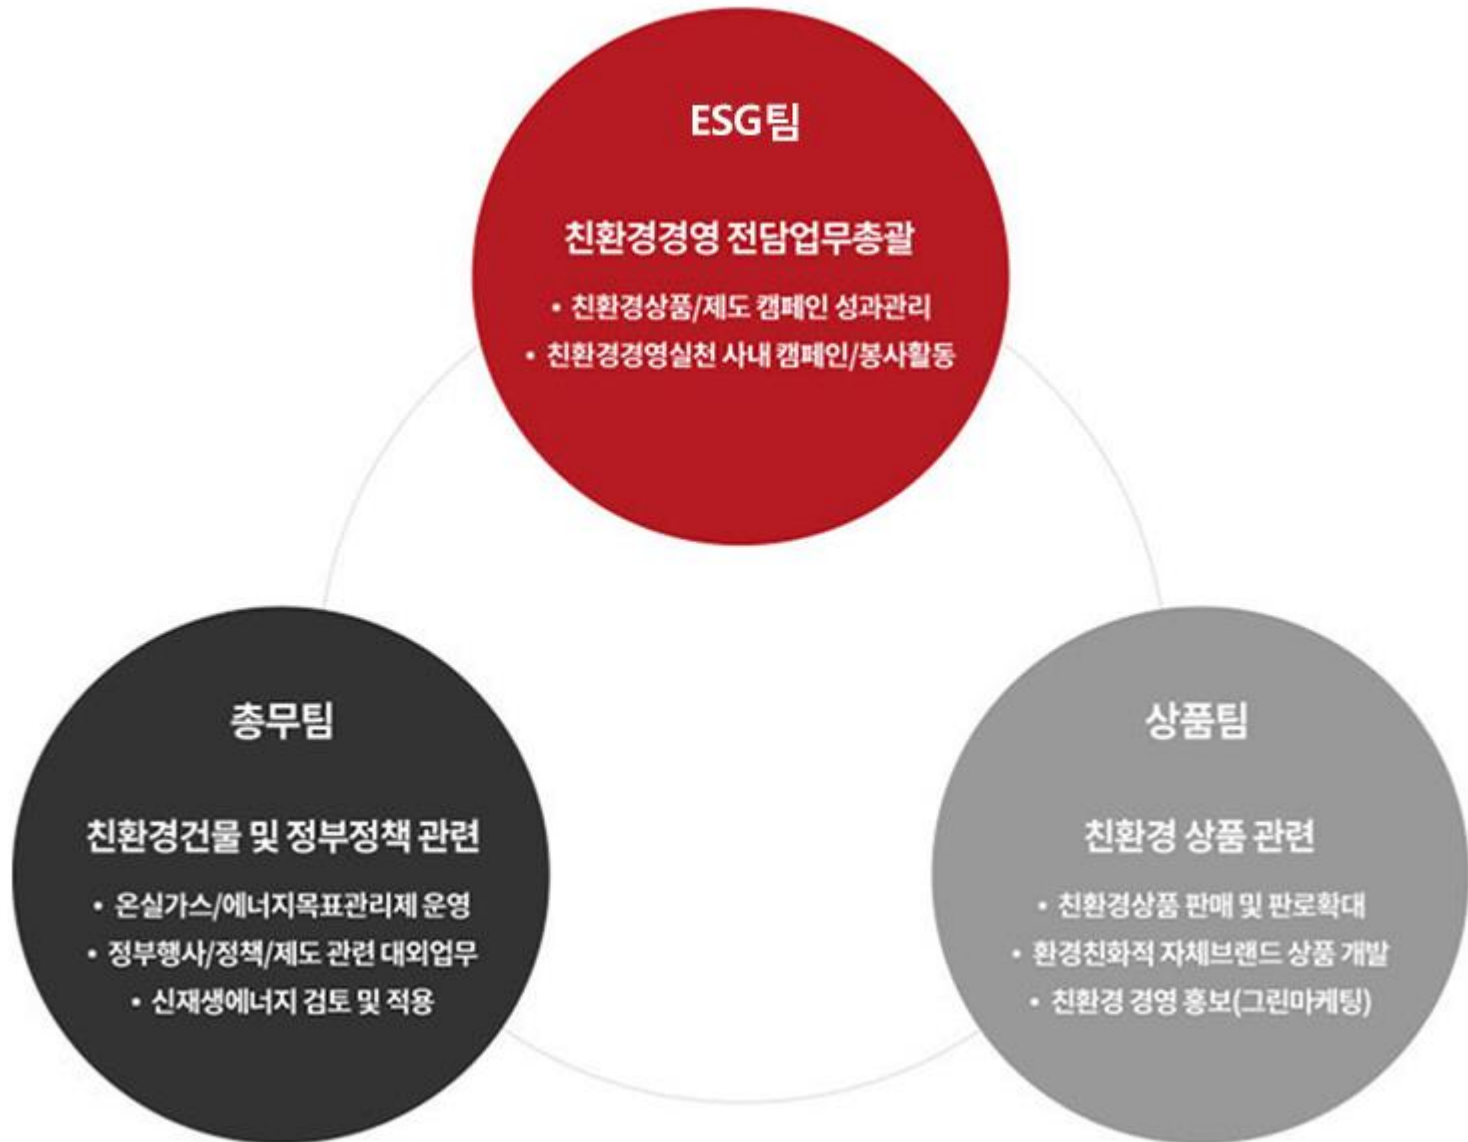 ESG팀
친환경경영 전담업무총괄
• 친환경상품/제도 캠페인 성과관리
• 친환경경영실천 사내 캠페인/봉사활동
총무팀
친환경건물 및 정부정책 관련
• 온실가스/에너지목표관리제 운영
• 정부행사/정책/제도 관련 대외업무
• 신재생에너지 검토 및 적용
상품팀
친환경 상품 관련
• 친환경상품 판매 및 판로확대
• 환경친화적 자체브랜드 상품 개발
• 친환경 경영 홍보(그린마케팅)